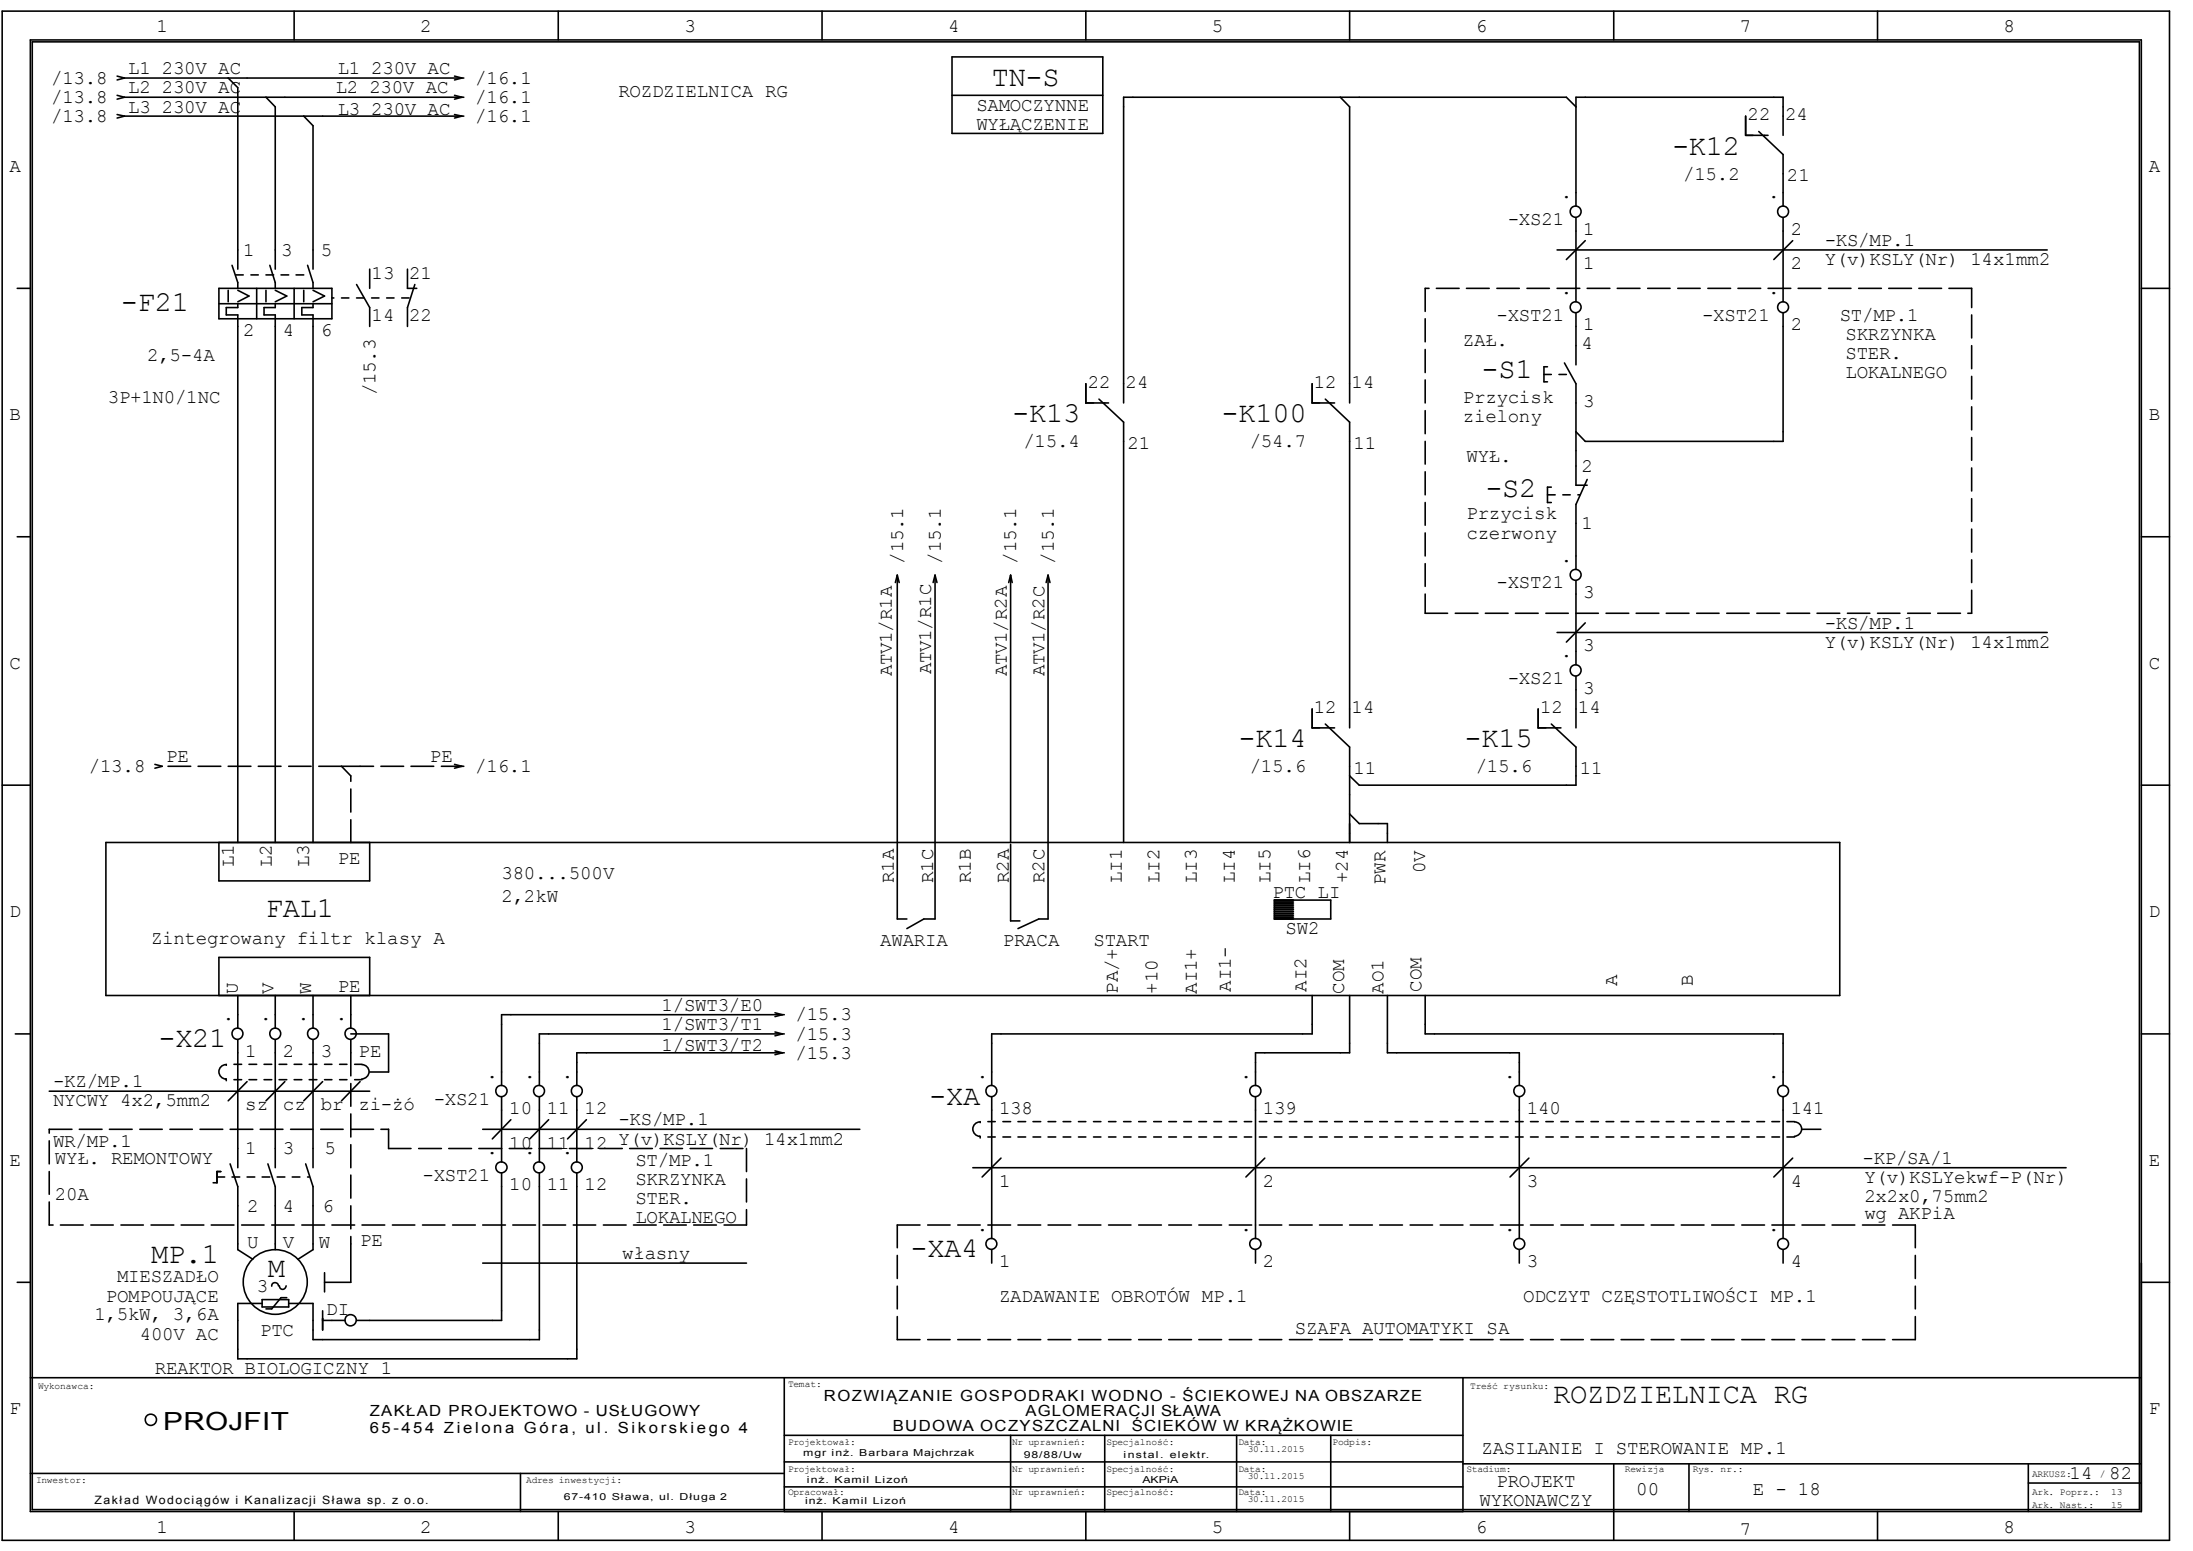 1 2 3 4 5 6 7 8
/13.8 L1 230V AC L1 230V AC /16.1
/13.8 L2 230V AC L2 230V AC /16.1
/13.8 L3 230V AC L3 230V AC /16.1
ROZDZIELNICA RG
TN-S
SAMOCZYNNE
WYŁĄCZENIE
22 24
-K12
/15.2
21
A
A
-XS21
1
2
-KS/MP.1
Y(v)KSLY(Nr) 14x1mm2
1
2
1 3 5
13 21
-F21
14 22
2 4 6
/15.3
2,5-4A
3P+1N0/1NC
-XST21
1
-XST21
2
ST/MP.1
SKRZYNKA
STER.
LOKALNEGO
ZAŁ.
4
-S1
Przycisk
zielony
3
B
B
22 24
-K13
/15.4
21
12 14
-K100
/54.7
11
WYŁ.
2
-S2
Przycisk
czerwony
1
-XST21
3
-KS/MP.1
Y(v)KSLY(Nr) 14x1mm2
3
-XS21
3
C
C
ATV1/R1A /15.1
ATV1/R1C /15.1
ATV1/R2A /15.1
ATV1/R2C /15.1
12 14
-K14
/15.6
11
12 14
-K15
/15.6
11
/13.8 PE PE /16.1
L1 L2 L3 PE
380...500V
2,2kW
R1A R1C R1B R2A R2C LI1 LI2 LI3 LI4 LI5 LI6 +24 PWR 0V
PTC LI
SW2
D
D
FAL1
Zintegrowany filtr klasy A
AWARIA PRACA START
PA/+ +10 AI1+ AI1- AI2 COM AO1 COM A B
U V W PE
1/SWT3/E0 /15.3
1/SWT3/T1 /15.3
1/SWT3/T2 /15.3
-X21
1 2 3 PE
-KZ/MP.1
NYCWY 4x2,5mm2
sz cz br zi-żó
-XS21
10 11 12
-KS/MP.1
Y(v)KSLY(Nr) 14x1mm2
10 11 12
-XST21
10 11 12
ST/MP.1
SKRZYNKA
STER.
LOKALNEGO
własny
-XA
138 139 140 141
-KP/SA/1
Y(v)KSLYekwf-P(Nr)
2x2x0,75mm2
wg AKPiA
1 2 3 4
E
E
WR/MP.1
WYŁ. REMONTOWY
20A
1 3 5
2 4 6
U V W PE
-XA4
1 2 3 4
ZADAWANIE OBROTÓW MP.1
ODCZYT CZĘSTOTLIWOŚCI MP.1
SZAFA AUTOMATYKI SA
MP.1
MIESZADŁO
POMPOUJĄCE
1,5kW, 3,6A
400V AC
M
3
PTC
DI
REAKTOR BIOLOGICZNY 1
F
F
Wykonawca:
PROJFIT
ZAKŁAD PROJEKTOWO - USŁUGOWY
65-454 Zielona Góra, ul. Sikorskiego 4
Inwestor:
Zakład Wodociągów i Kanalizacji Sława sp. z o.o.
Adres inwestycji:
67-410 Sława, ul. Długa 2
Temat:
ROZWIĄZANIE GOSPODRAKI WODNO - ŚCIEKOWEJ NA OBSZARZE
AGLOMERACJI SŁAWA
BUDOWA OCZYSZCZALNI ŚCIEKÓW W KRĄŻKOWIE
Projektował: Nr uprawnień: Specjalność: Data: Podpis:
mgr inż. Barbara Majchrzak 98/88/Uw instal. elektr. 30.11.2015
Projektował: Nr uprawnień: Specjalność: Data:
inż. Kamil Lizoń AKPiA 30.11.2015
Opracował: Nr uprawnień: Specjalność: Data:
inż. Kamil Lizoń 30.11.2015
Treść rysunku:
ROZDZIELNICA RG
ZASILANIE I STEROWANIE MP.1
Stadium:
PROJEKT
WYKONAWCZY
Rewizja
00
Rys. nr.:
E - 18
ARKUSZ: 14 / 82
Ark. Poprz.: 13
Ark. Nast.: 15
1 2 3 4 5 6 7 8